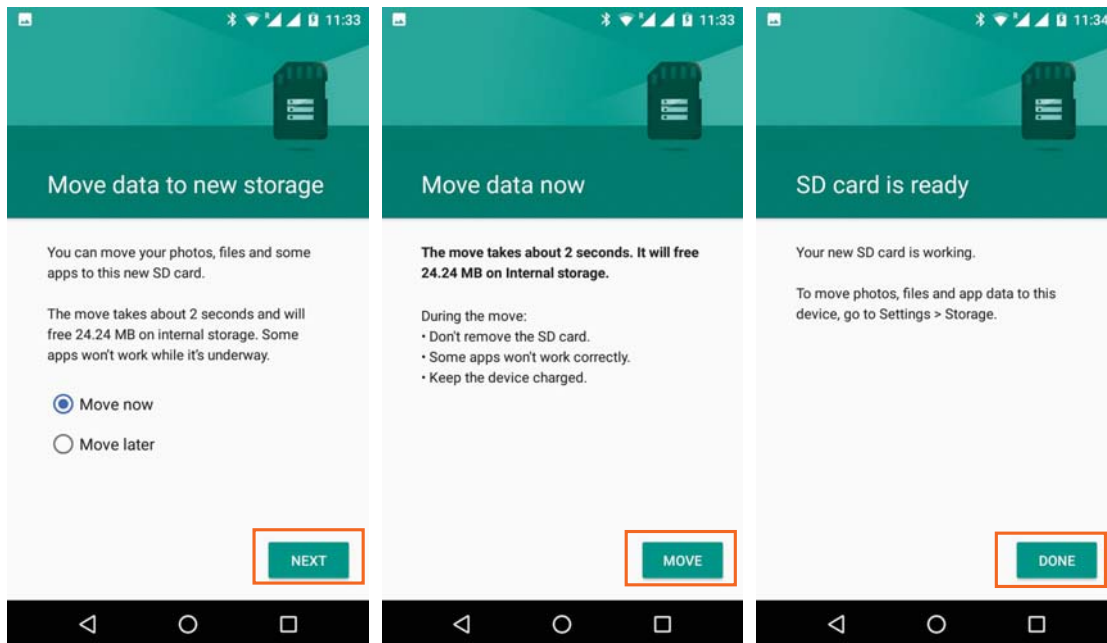 R 11:33
Move data to new storage
You can move your photos, files and some
apps to this new SD card.
The move takes about 2 seconds and will
free 24.24 MB on internal storage. Some
apps won't work while it's underway.
Move now
Move later
NEXT
R 11:33
Move data now
The move takes about 2 seconds. It will free
24.24 MB on Internal storage.
During the move:
• Don't remove the SD card.
• Some apps won't work correctly.
• Keep the device charged.
MOVE
R 11:34
SD card is ready
Your new SD card is working.
To move photos, files and app data to this
device, go to Settings > Storage.
DONE